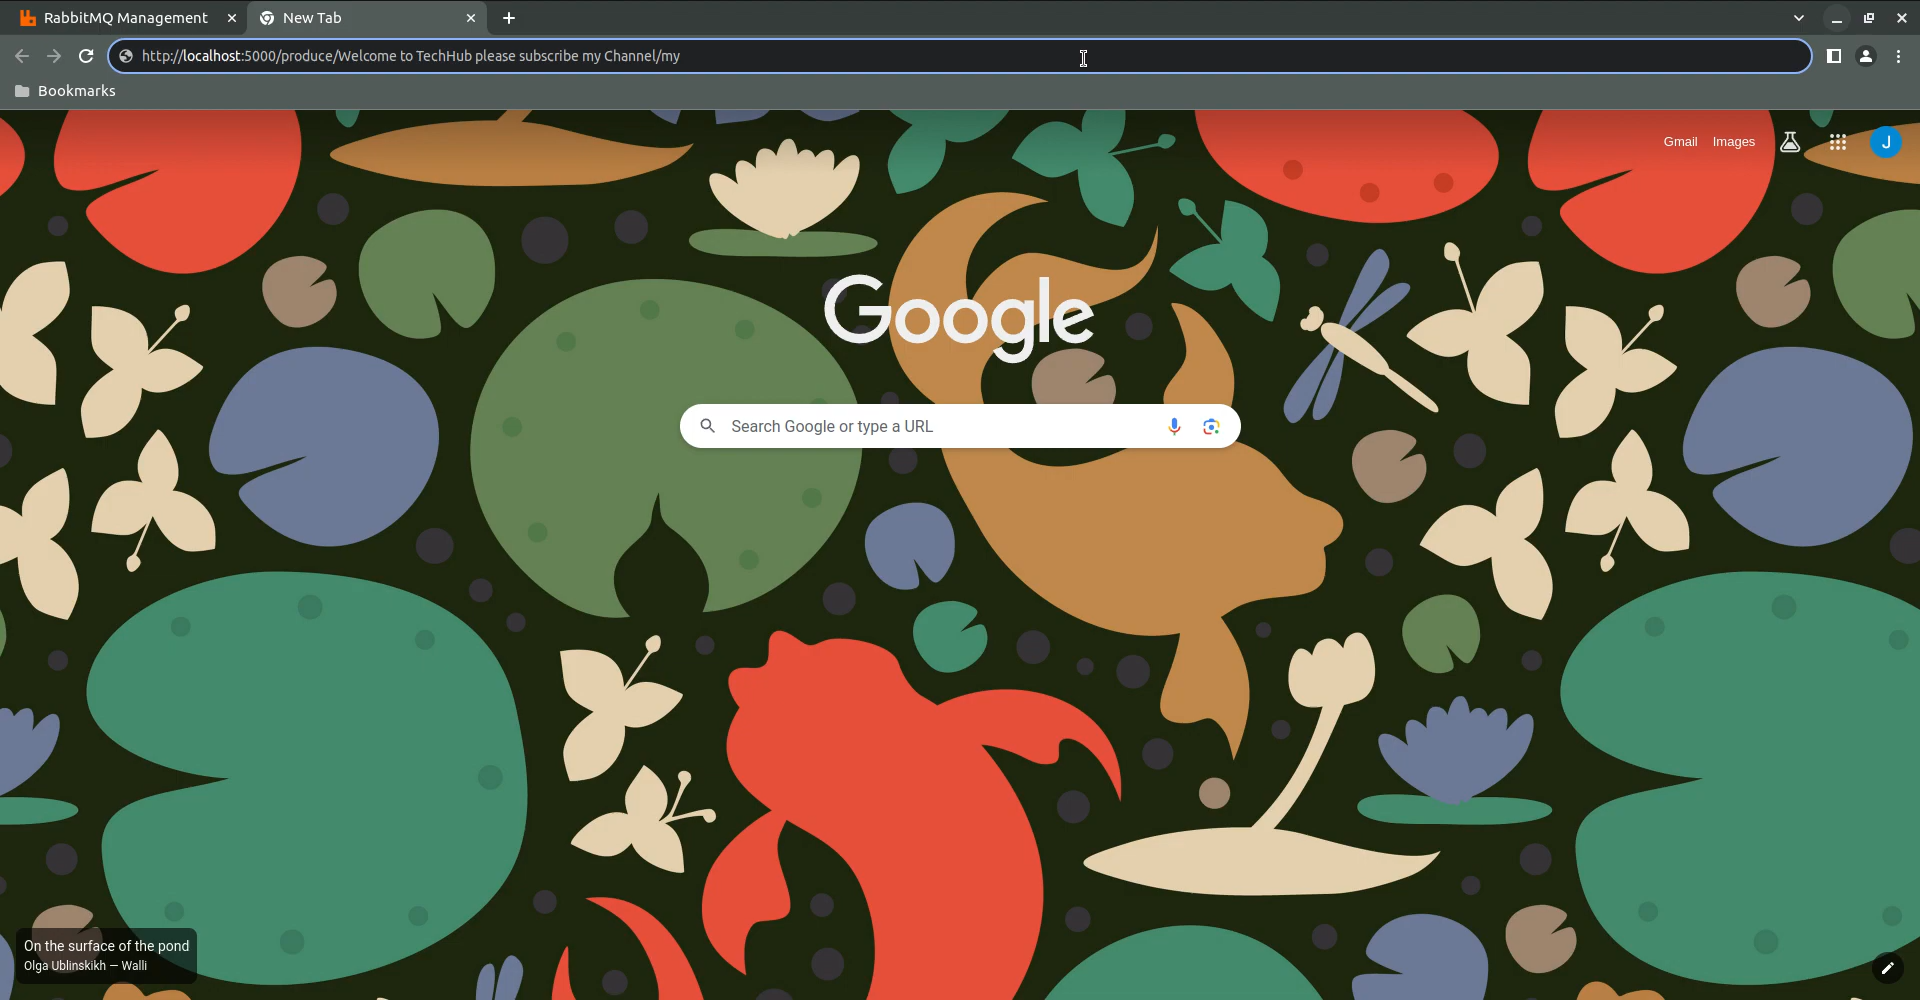 RabbitMQ Management
New Tab
http://localhost:5000/produce/Welcome to TechHub please subscribe my Channel/my
Bookmarks
Gmail Images
J
Google
Search Google or type a URL
On the surface of the pond
Olga Ublinskikh — Walli